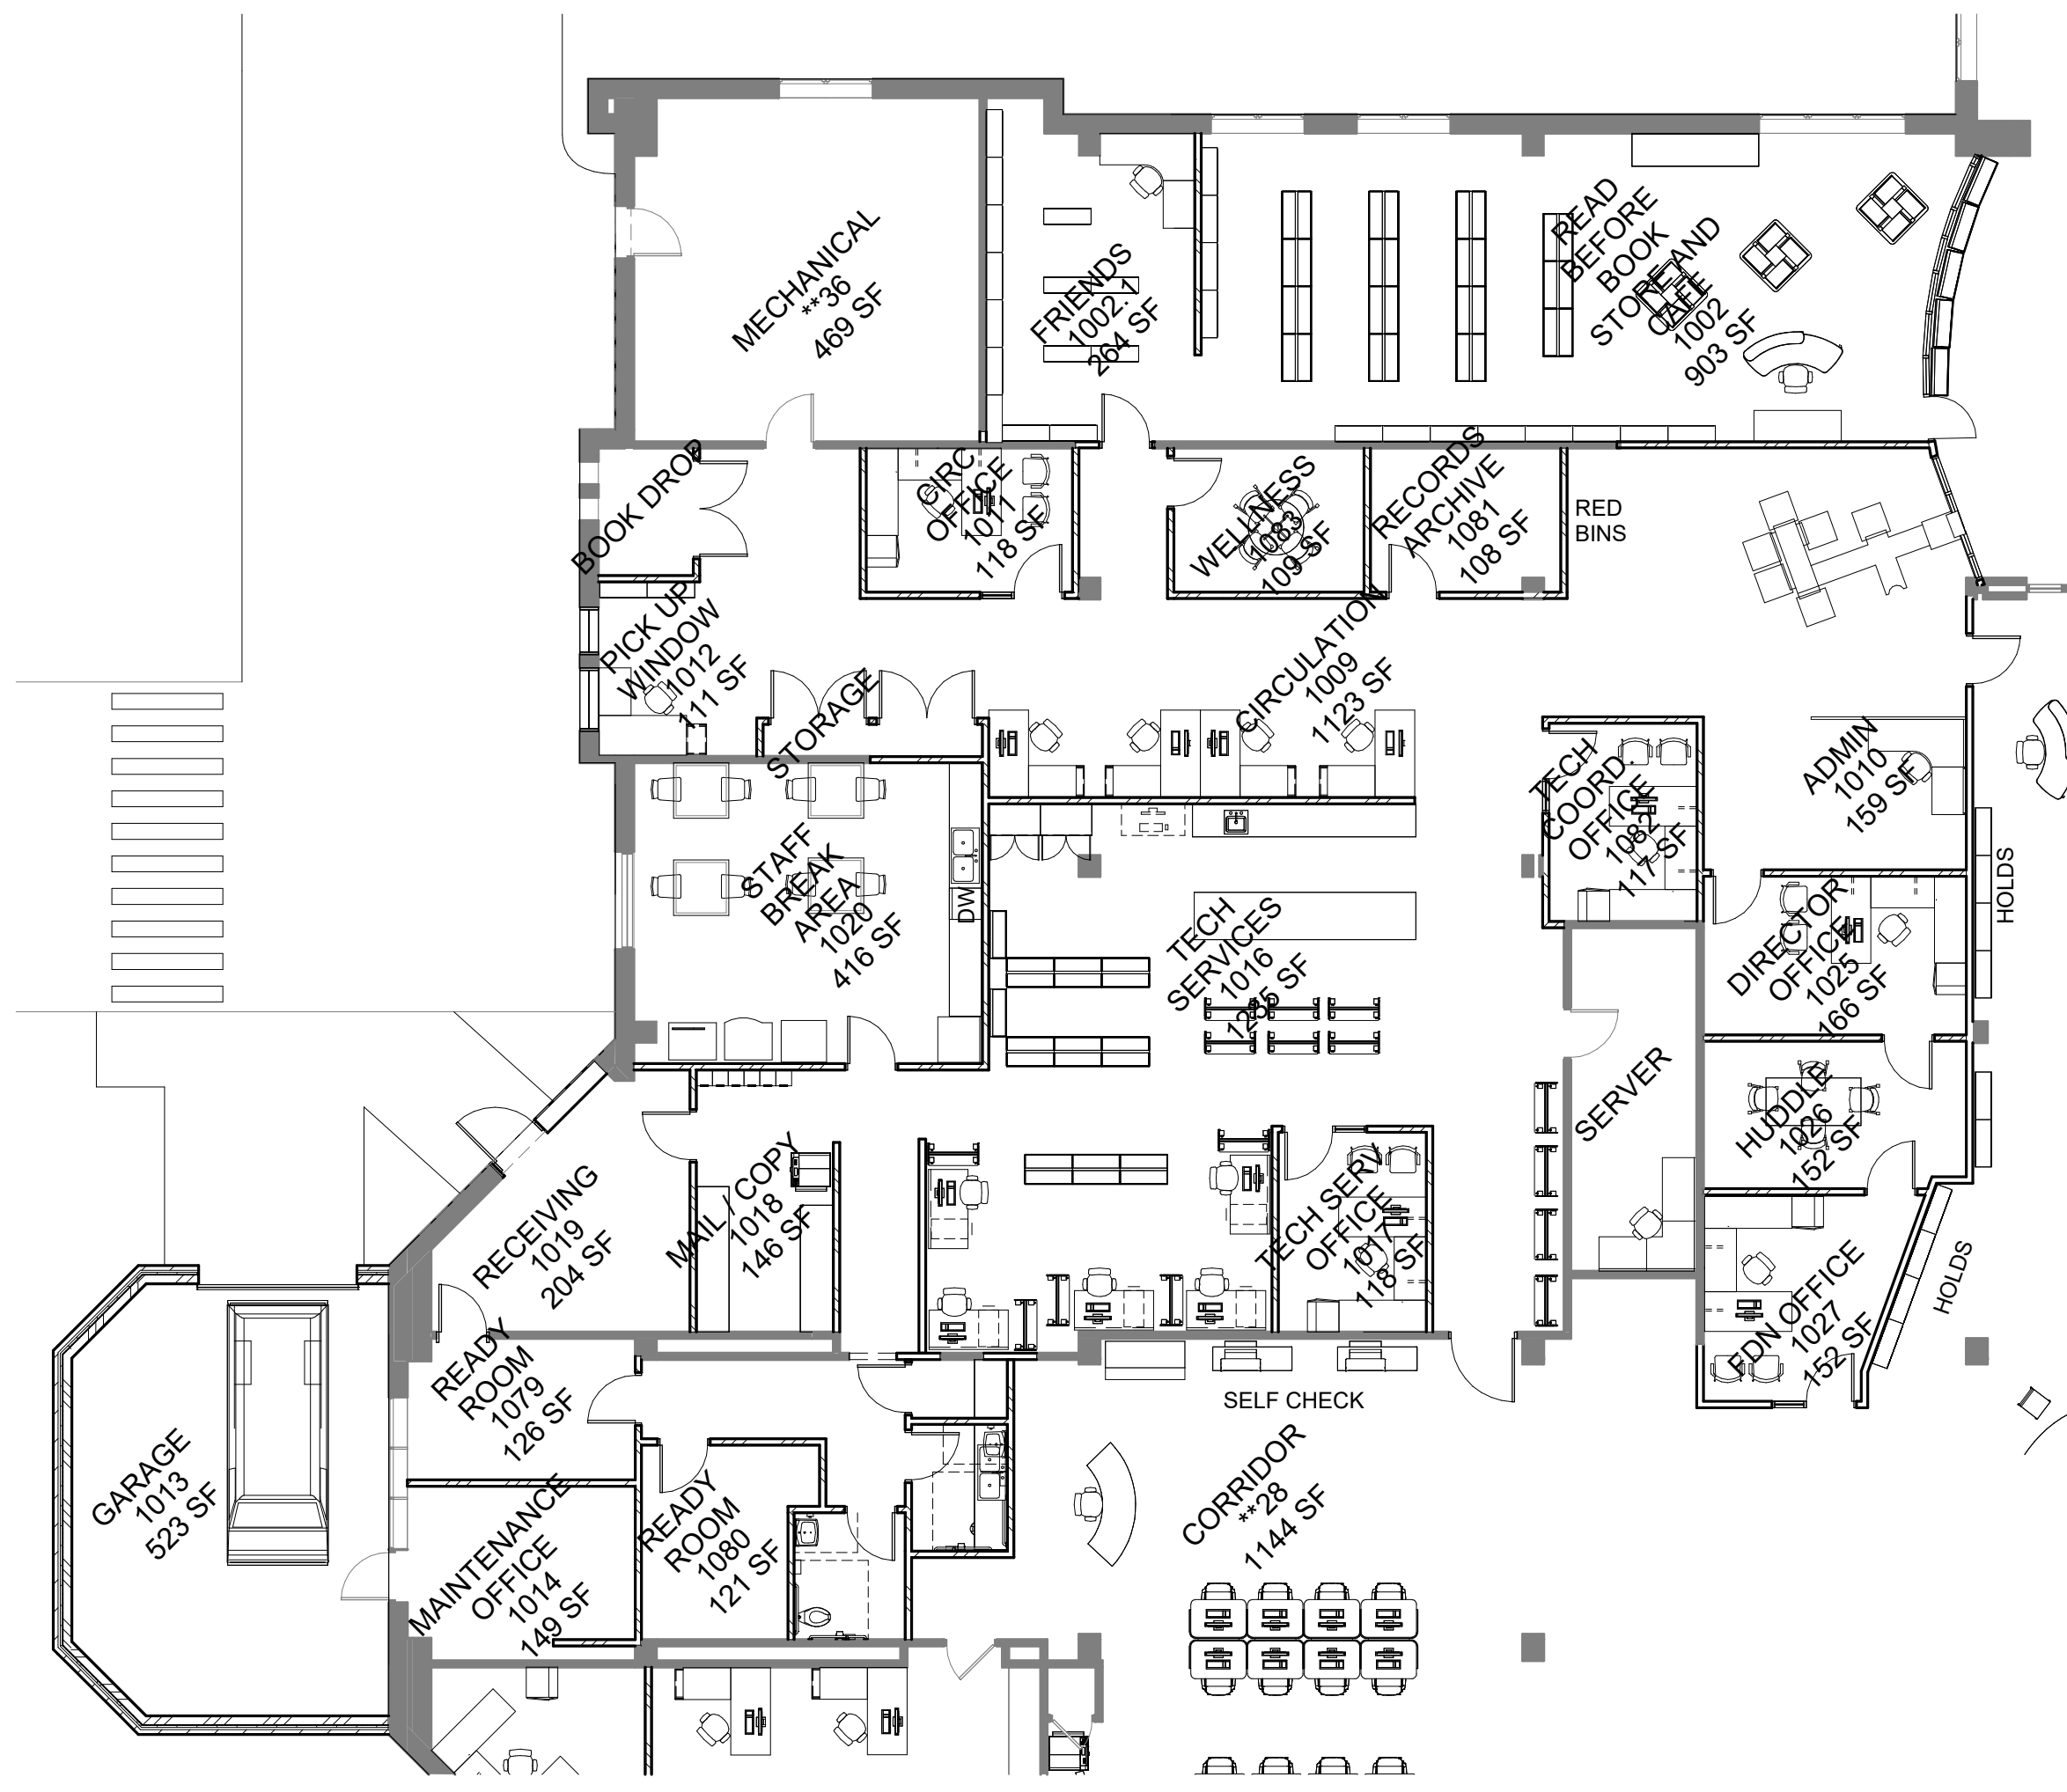 MECHANICAL
**36
469 SF
FRIENDS
1002.1
264 SF
READ
BEFORE
BOOK
STORE AND
CAFE
1002
903 SF
BOOK DROP
CIRC
OFFICE
1011
118 SF
WELLNESS
1083
109 SF
RECORDS
ARCHIVE
1081
108 SF
RED
BINS
PICK UP
WINDOW
1012
111 SF
STORAGE
CIRCULATION
1009
1123 SF
TECH
COORD.
OFFICE
1082
117 SF
ADMIN
1010
159 SF
HOLDS
STAFF
BREAK
AREA
1020
416 SF
DW
TECH
SERVICES
1016
1235 SF
DIRECTOR
OFFICE
1025
166 SF
SERVER
HUDDLE
1026
152 SF
RECEIVING
1019
204 SF
MAIL / COPY
1018
146 SF
TECH SERV
OFFICE
1017
118 SF
FDN OFFICE
1027
152 SF
HOLDS
READY
ROOM
1079
126 SF
SELF CHECK
GARAGE
1013
523 SF
MAINTENANCE
OFFICE
1014
149 SF
READY
ROOM
1080
121 SF
CORRIDOR
**28
1144 SF